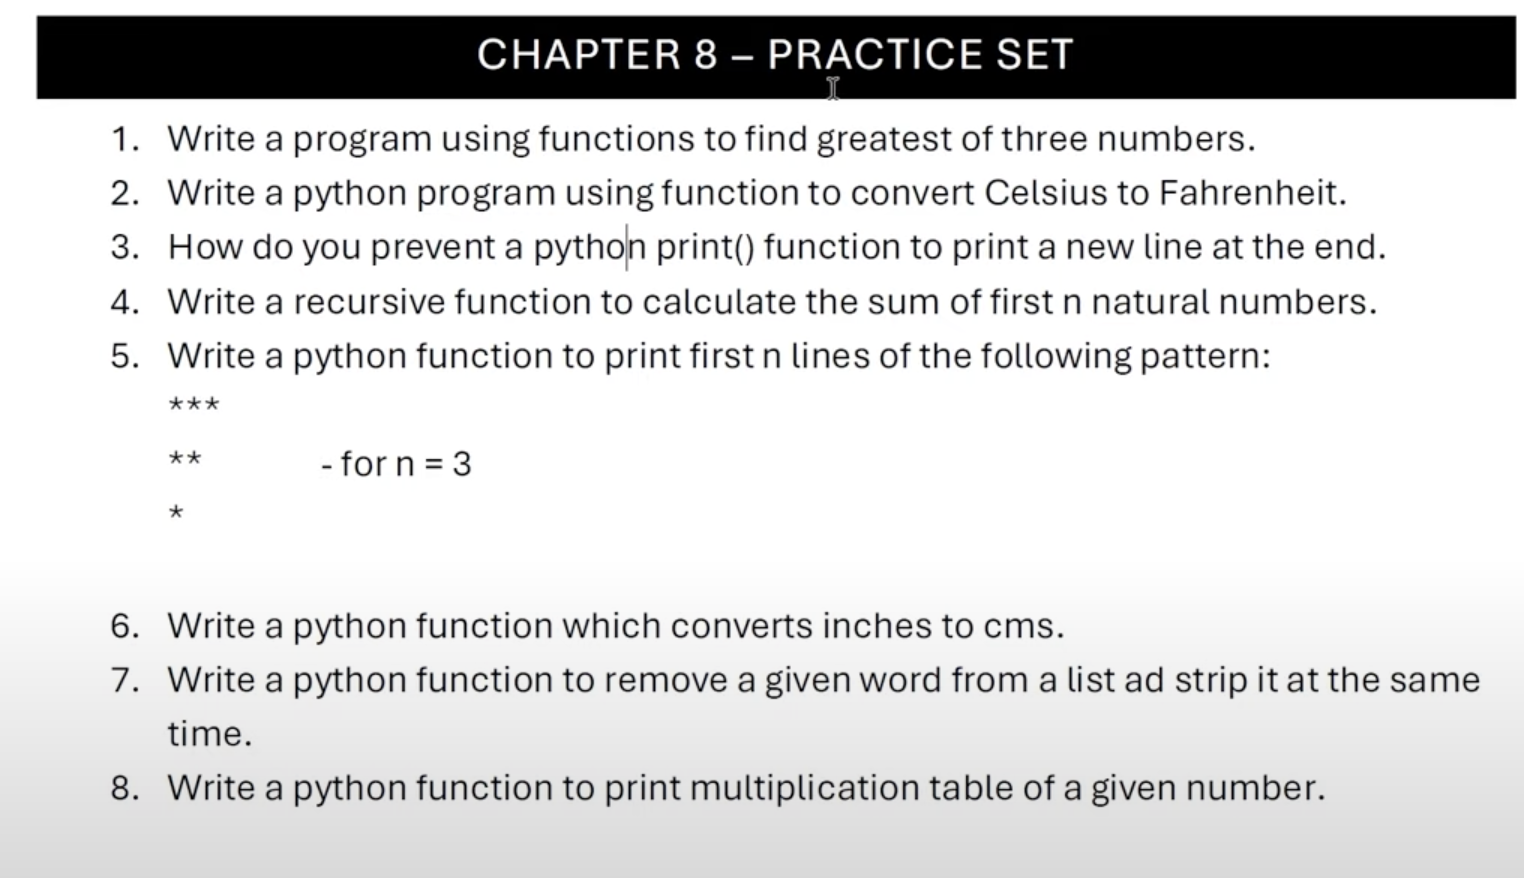 CHAPTER 8 – PRACTICE SET
1. Write a program using functions to find greatest of three numbers.
2. Write a python program using function to convert Celsius to Fahrenheit.
3. How do you prevent a python print() function to print a new line at the end.
4. Write a recursive function to calculate the sum of first n natural numbers.
5. Write a python function to print first n lines of the following pattern:
***
** - for n = 3
*
6. Write a python function which converts inches to cms.
7. Write a python function to remove a given word from a list ad strip it at the same
time.
8. Write a python function to print multiplication table of a given number.